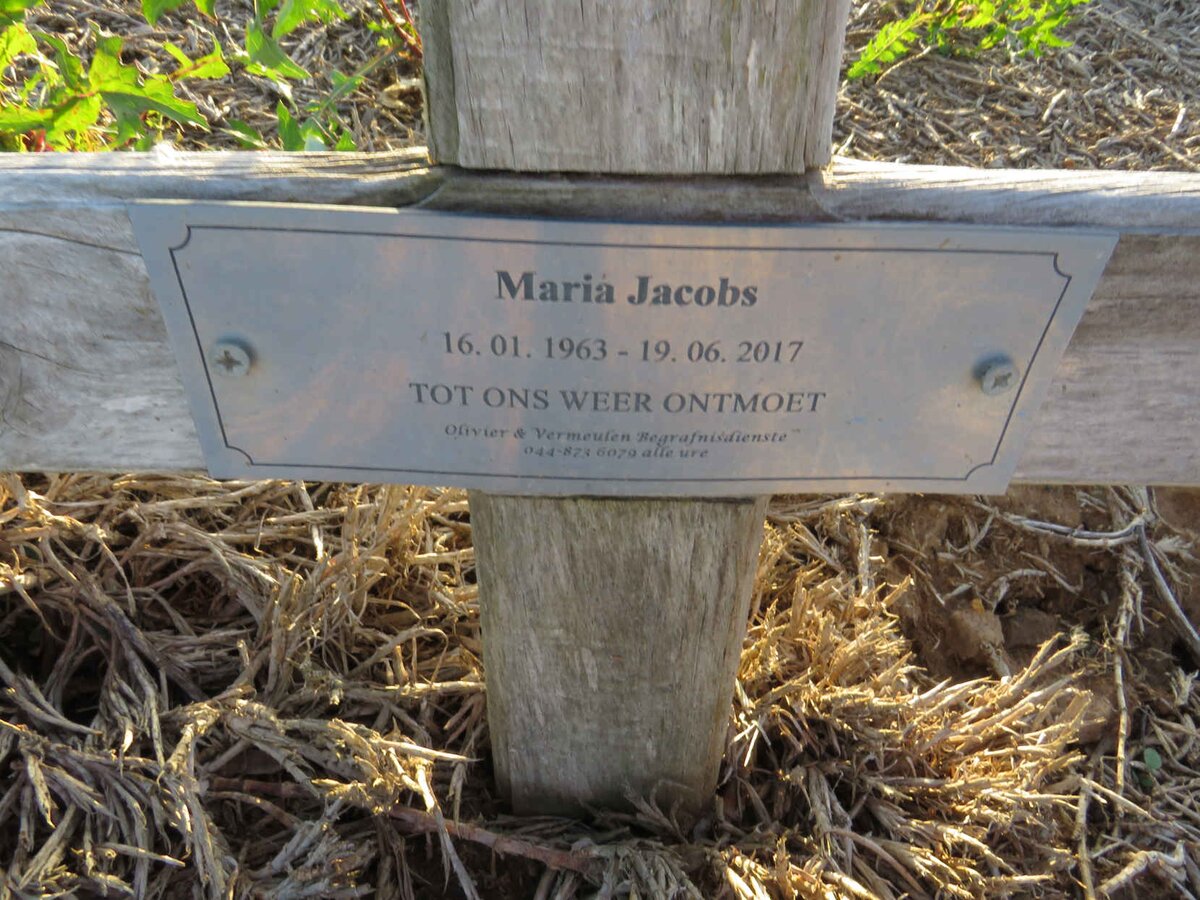 Maria Jacobs
16. 01. 1963 - 19. 06. 2017
TOT ONS WEER ONTMOET
Olivier & Vermeulen Begrafnisdienste
044-873 6079 alle ure